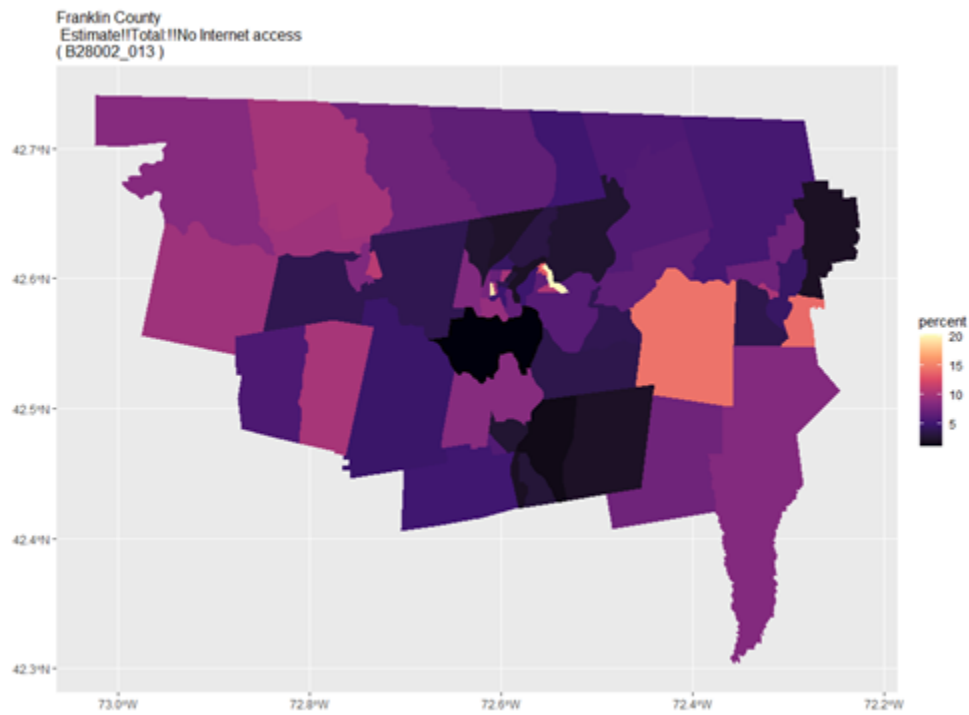 Franklin County
Estimate!!Total:!!No Internet access
( B28002_013 )
42.7°N
42.6°N
42.5°N
42.4°N
42.3°N
73.0°W
72.8°W
72.6°W
72.4°W
72.2°W
percent
20
15
10
5